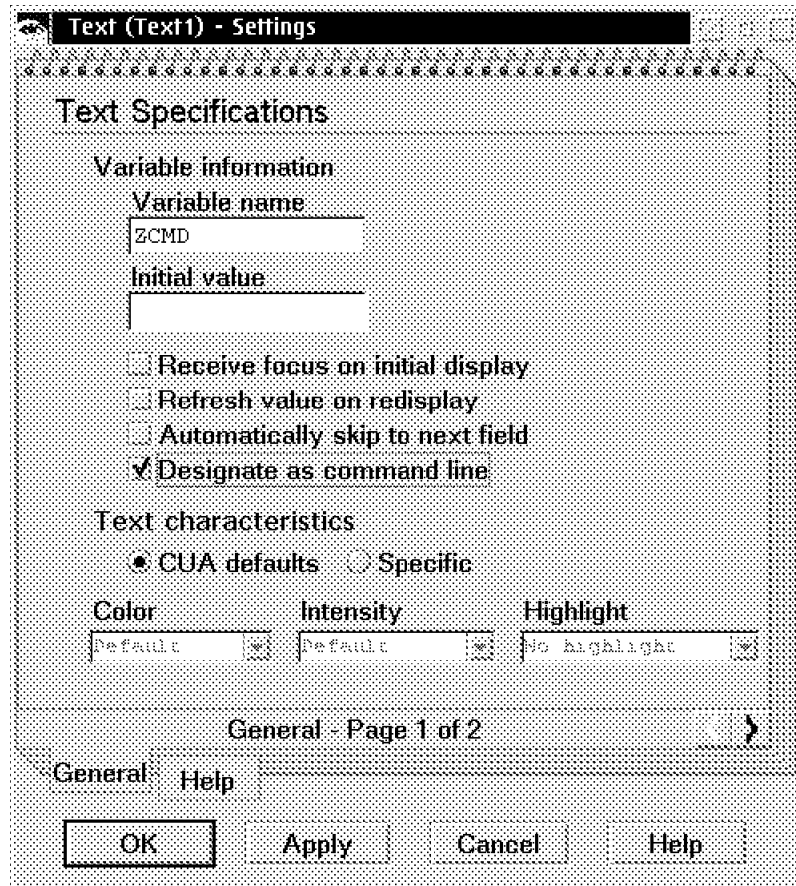 Text (Text1) - Settings
Text Specifications
Variable information
Variable name
ZCMD
Initial value
Receive focus on initial display
Refresh value on redisplay
Automatically skip to next field
Designate as command line
Text characteristics
CUA defaults Specific
Color Intensity Highlight
Default Default No highlight
General - Page 1 of 2
General Help
OK Apply Cancel Help